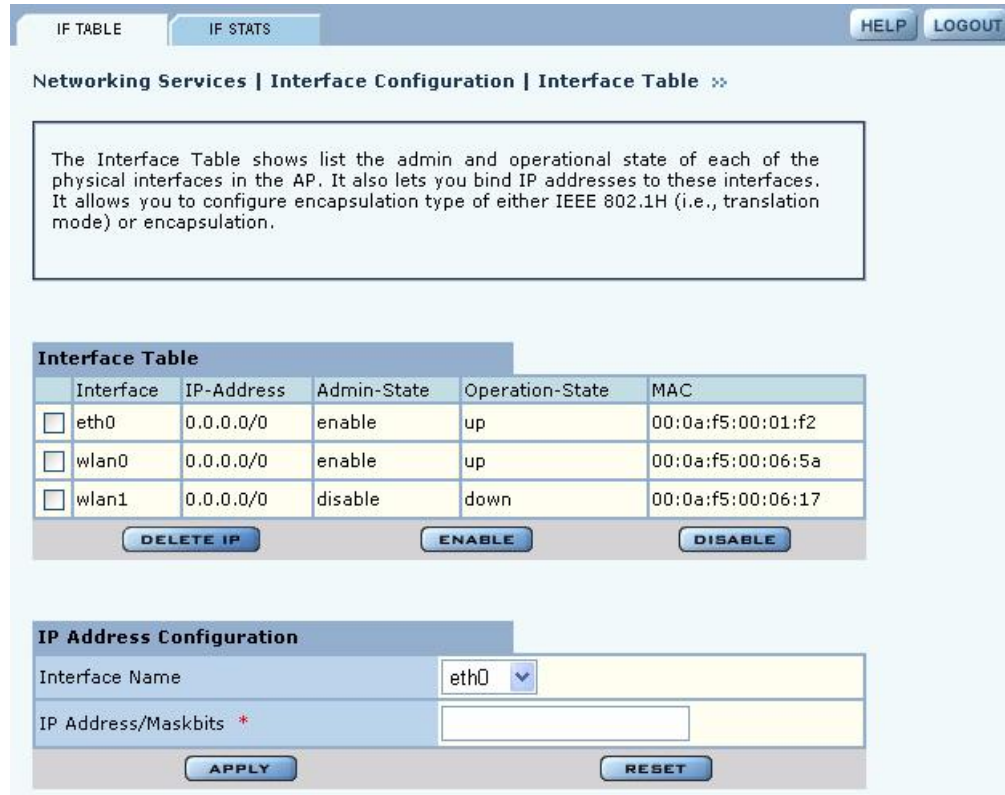 IF TABLE IF STATS HELP LOGOUT
Networking Services | Interface Configuration | Interface Table »
The Interface Table shows list the admin and operational state of each of the
physical interfaces in the AP. It also lets you bind IP addresses to these interfaces.
It allows you to configure encapsulation type of either IEEE 802.1H (i.e., translation
mode) or encapsulation.
Interface Table
Interface IP-Address Admin-State Operation-State MAC
eth0 0.0.0.0/0 enable up 00:0a:f5:00:01:f2
wlan0 0.0.0.0/0 enable up 00:0a:f5:00:06:5a
wlan1 0.0.0.0/0 disable down 00:0a:f5:00:06:17
DELETE IP ENABLE DISABLE
IP Address Configuration
Interface Name eth0
IP Address/Maskbits *
APPLY RESET